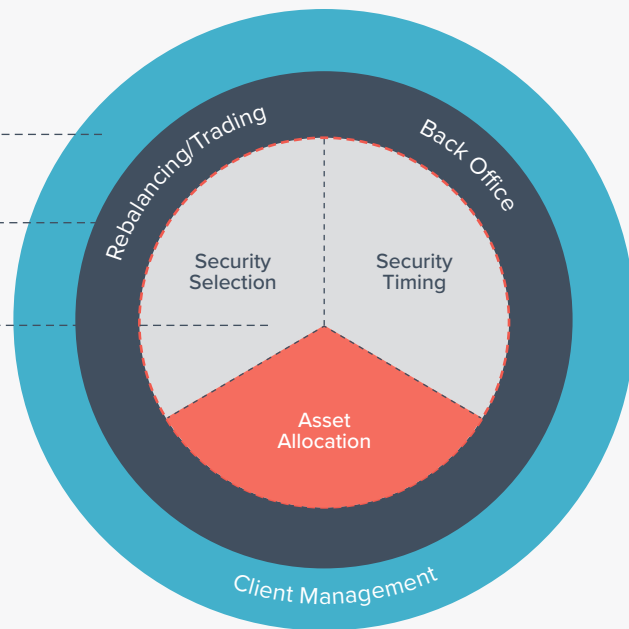 Rebalancing/Trading
Back Office
Security
Selection
Security
Timing
Asset
Allocation
Client Management